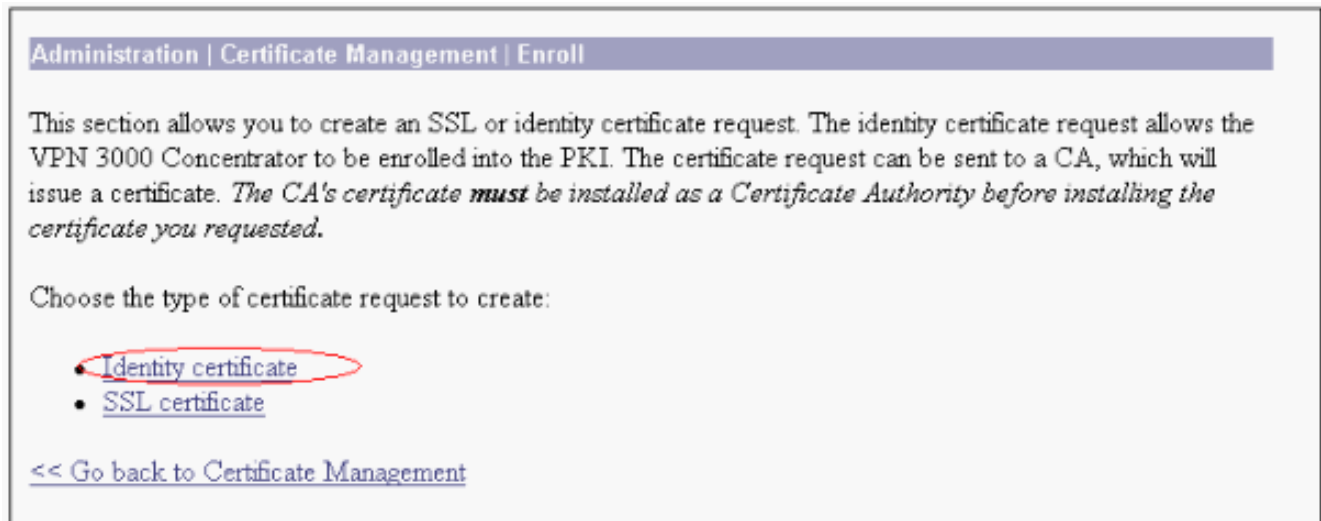 Administration | Certificate Management | Enroll
This section allows you to create an SSL or identity certificate request. The identity certificate request allows the
VPN 3000 Concentrator to be enrolled into the PKI. The certificate request can be sent to a CA, which will
issue a certificate. The CA's certificate must be installed as a Certificate Authority before installing the
certificate you requested.
Choose the type of certificate request to create:
• Identity certificate
• SSL certificate
<< Go back to Certificate Management